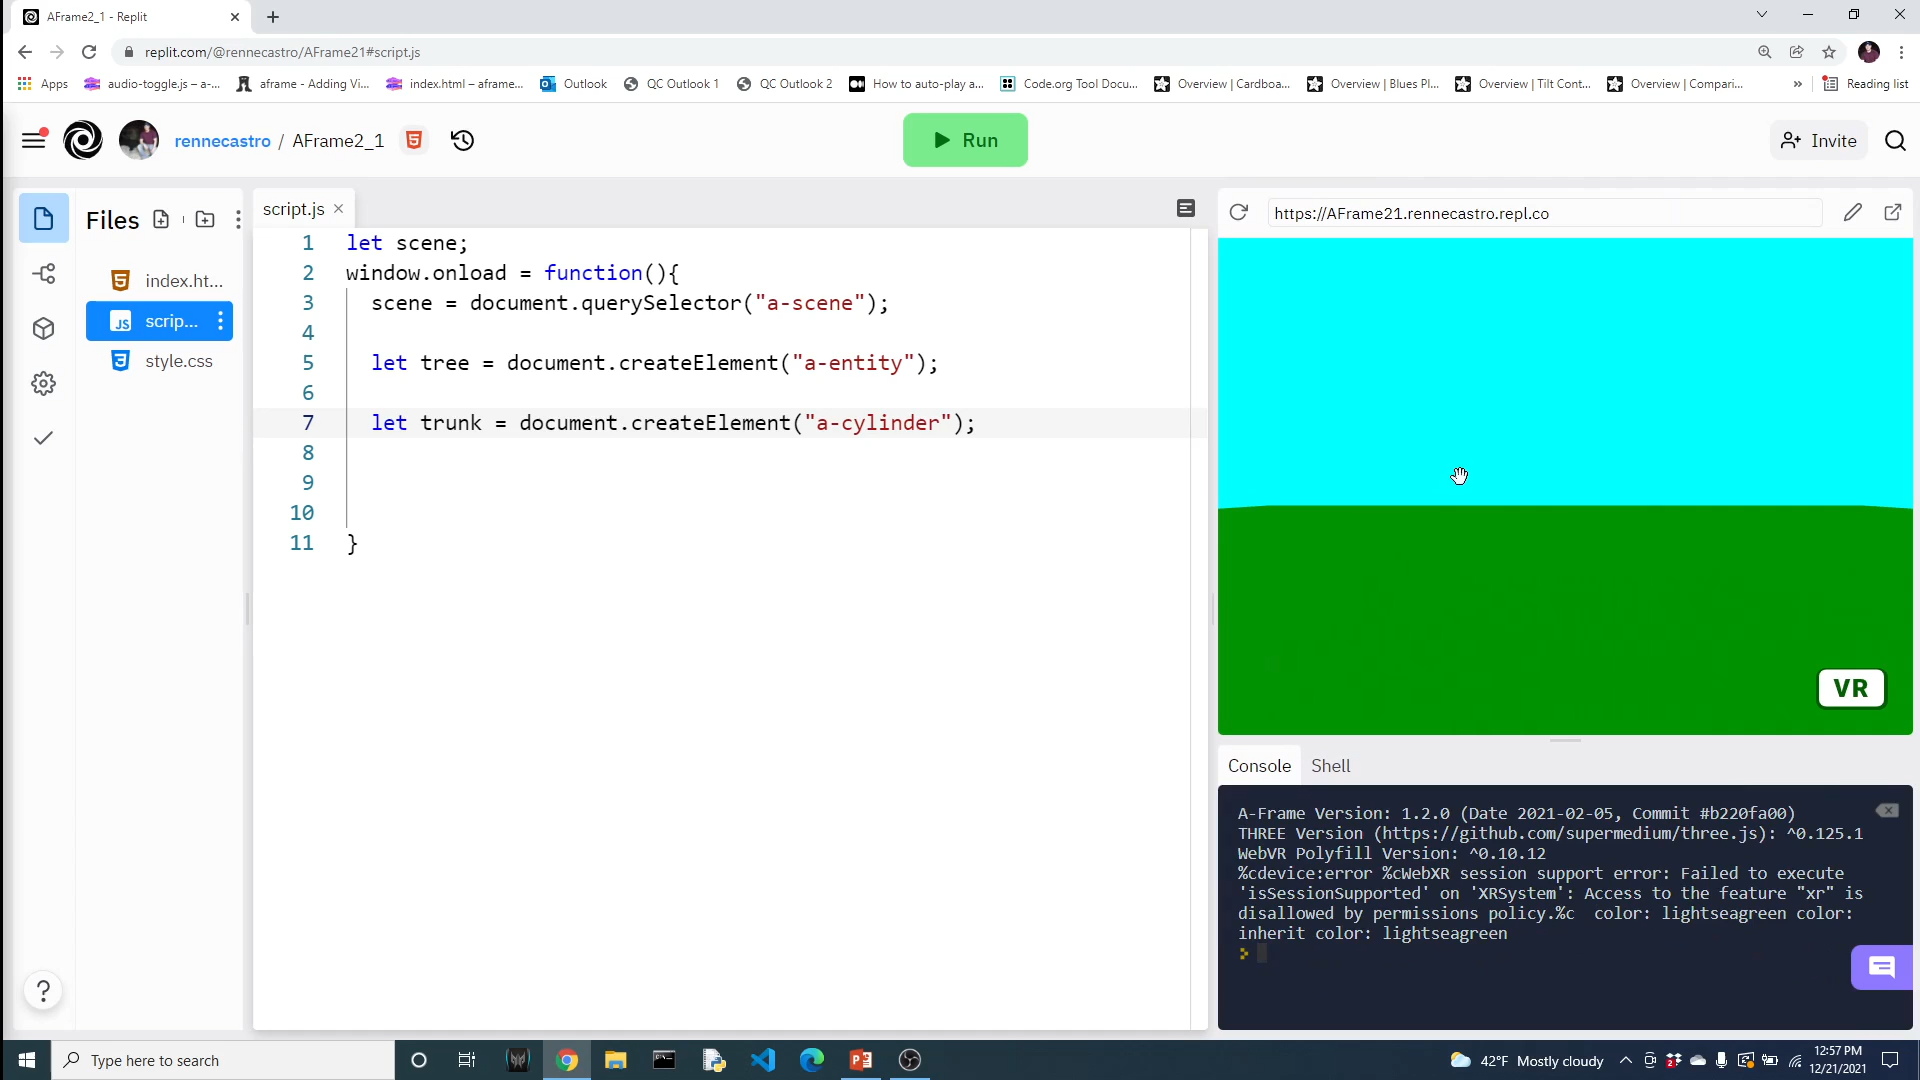 AFrame2_1 - Replit
replit.com/@rennecastro/AFrame21#script.js
Apps
audio-toggle.js – a-...
aframe - Adding Vi...
index.html – aframe...
Outlook
QC Outlook 1
QC Outlook 2
How to auto-play a...
Code.org Tool Docu...
Overview | Cardboa...
Overview | Blues Pl...
Overview | Tilt Cont...
Overview | Compari...
»
Reading list
rennecastro / AFrame2_1
Run
Invite
Files
index.ht...
scrip...
style.css
script.js
1 let scene;
2 window.onload = function(){
3 scene = document.querySelector("a-scene");
4
5 let tree = document.createElement("a-entity");
6
7 let trunk = document.createElement("a-cylinder");
8
9
10
11 }
https://AFrame21.rennecastro.repl.co
VR
Console Shell
A-Frame Version: 1.2.0 (Date 2021-02-05, Commit #b220fa00)
THREE Version (https://github.com/supermedium/three.js): ^0.125.1
WebVR Polyfill Version: ^0.10.12
%cdevice:error %cWebXR session support error: Failed to execute
'isSessionSupported' on 'XRSystem': Access to the feature "xr" is
disallowed by permissions policy.%c color: lightseagreen color:
inherit color: lightseagreen
>
?
Type here to search
42°F Mostly cloudy
12:57 PM
12/21/2021